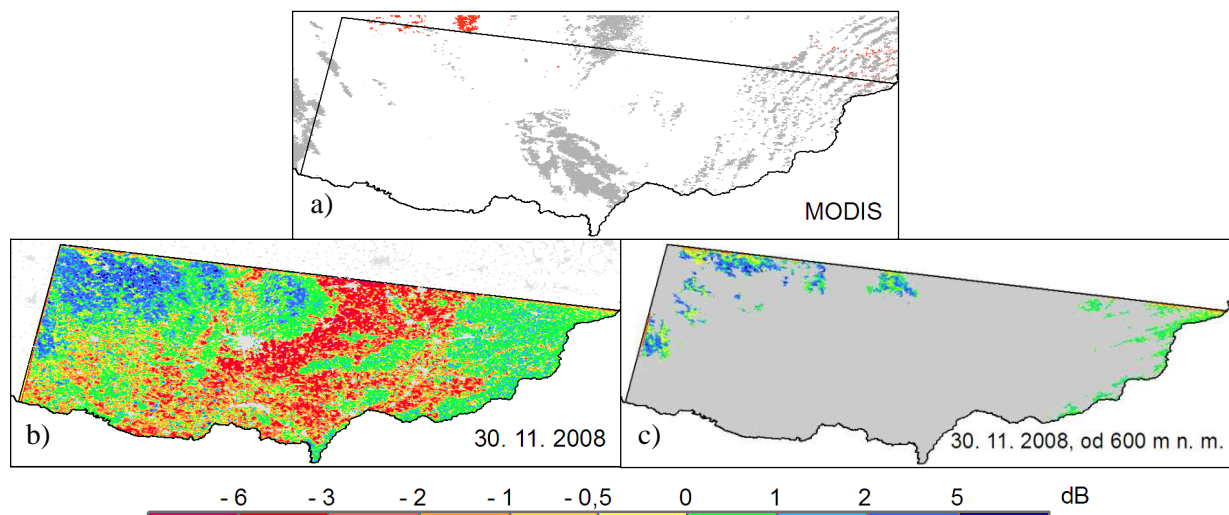 a)
MODIS
b)
30. 11. 2008
c)
30. 11. 2008, od 600 m n. m.
- 6 - 3 - 2 - 1 - 0,5 0 1 2 5 dB